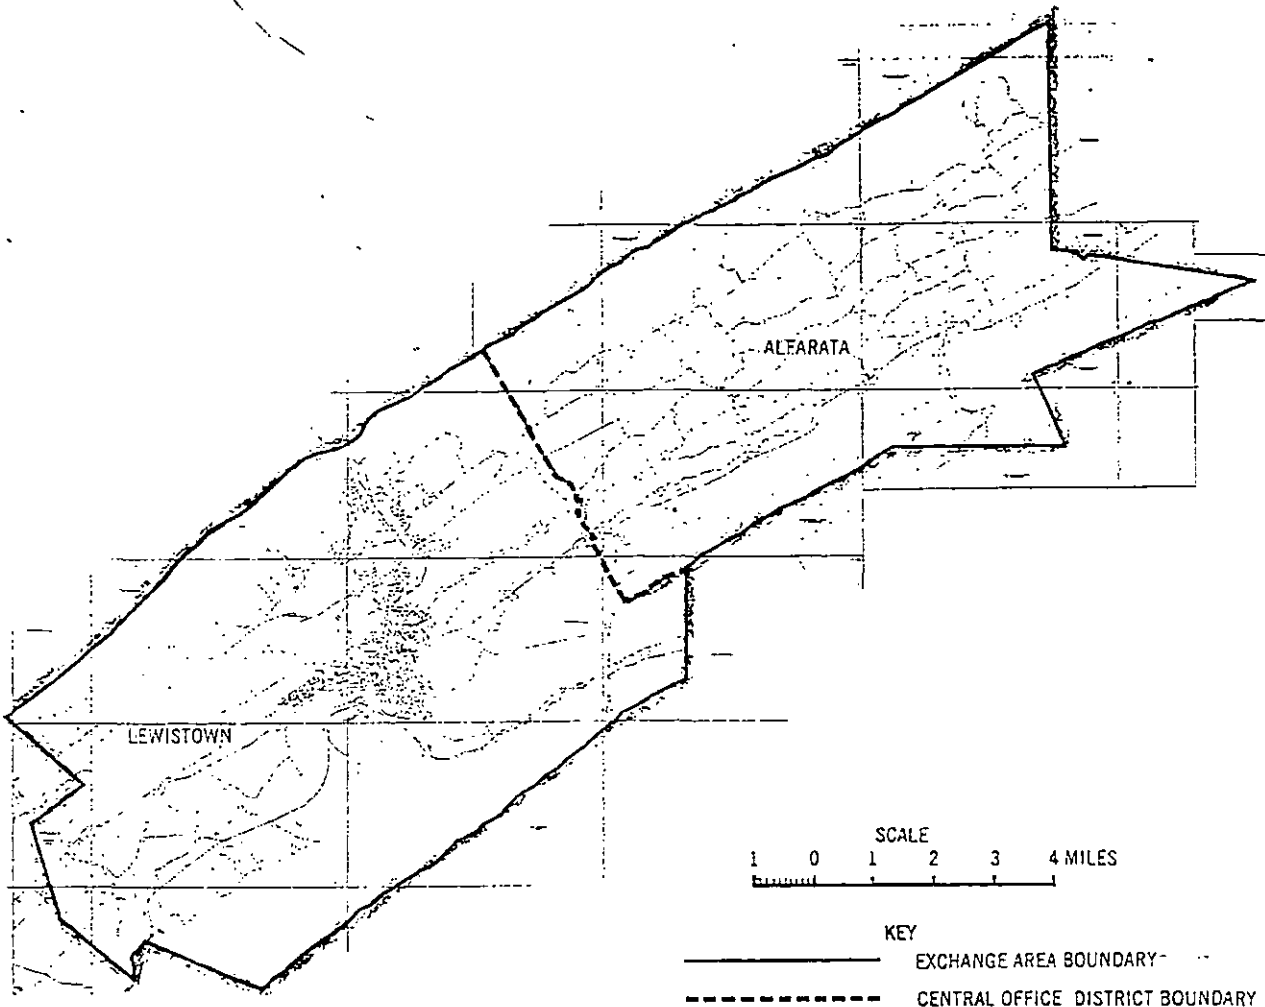 ALFARATA
LEWISTOWN
SCALE
1 0 1 2 3 4 MILES
KEY
EXCHANGE AREA BOUNDARY
CENTRAL OFFICE DISTRICT BOUNDARY